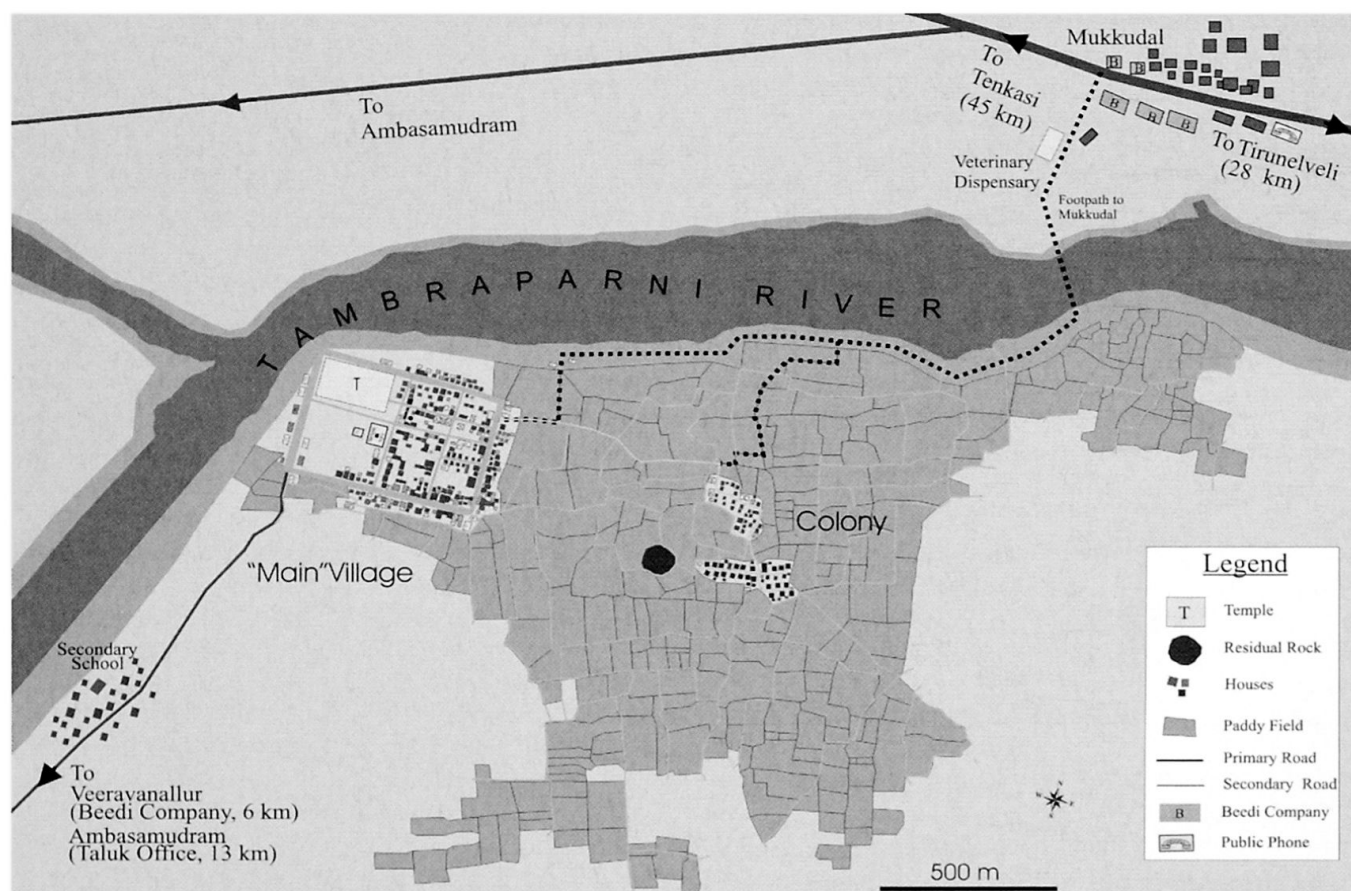 Mukkudal
B
B
To
Tenkasi
(45 km)
To
Ambasamudram
B
B
B
To Tirunelveli
(28 km)
Veterinary
Dispensary
Footpath to
Mukkudal
TAMBRAPARNI RIVER
T
Colony
"Main"Village
Secondary
School
To
Veeravanallur
(Beedi Company, 6 km)
Ambasamudram
(Taluk Office, 13 km)
500 m
Legend
T Temple
Residual Rock
Houses
Paddy Field
Primary Road
Secondary Road
B Beedi Company
Public Phone